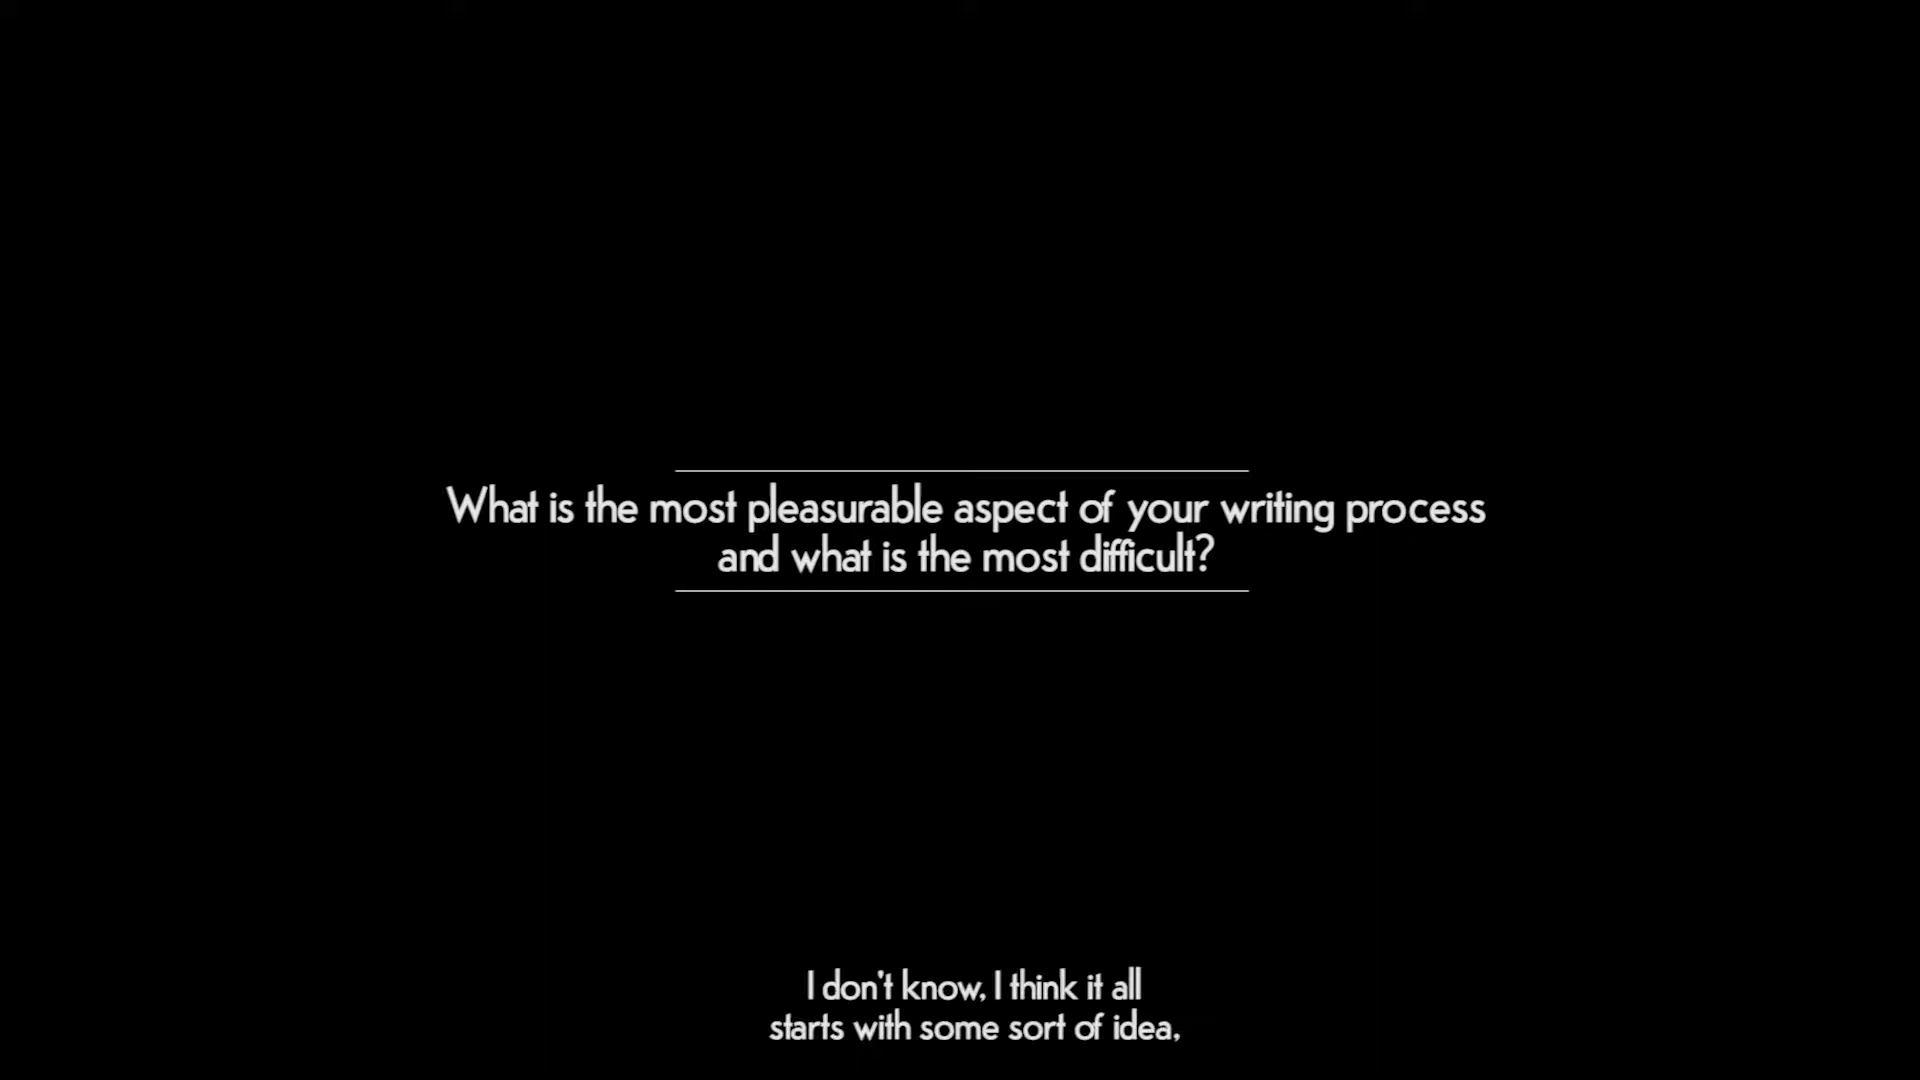 What is the most pleasurable aspect of your writing process
and what is the most difficult?
I don't know, I think it all
starts with some sort of idea,